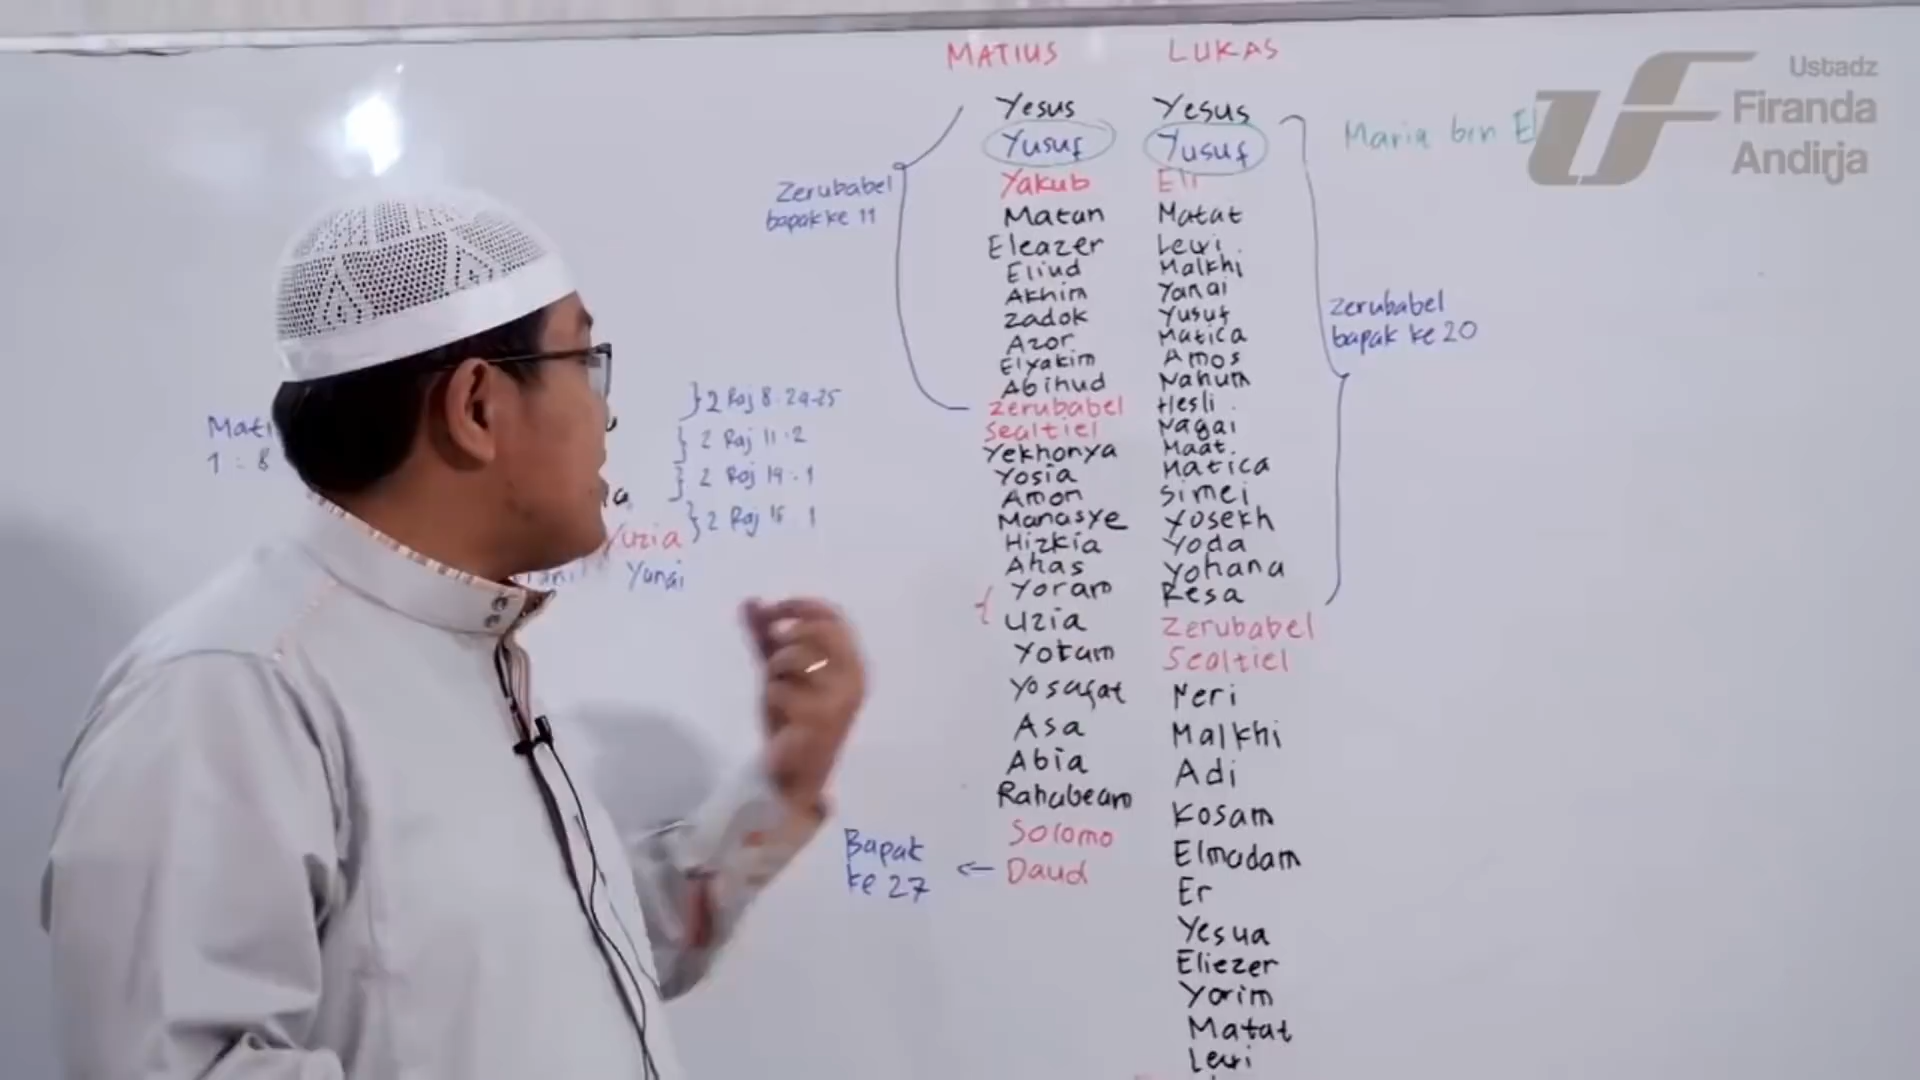 MATIUS LUKAS
Yesus Yesus
Yusuf Yusuf
Yakub Eli
Matan Matat
Eleazer Lewi
Eliud Malkhi
Akhim Yanai
Zadok Yusuf
Azor Matica
Elyakim Amos
Abihud Nahum
Zerubabel Hesli
Sealtiel Nagai
Yekhonya Maat
Yosia Matica
Amon Simei
Manasye Yosekh
Hizkia Yoda
Ahas Yohana
Yoram Resa
Uzia Zerubabel
Yotam Sealtiel
Yosafat Neri
Asa Malkhi
Abia Adi
Rahabeam Kosam
Solomo Elmadam
Daud Er
Yesua
Eliezer
Yorim
Matat
Lewi
Zerubabel
bapak ke 11
Maria bin
Zerubabel
bapak ke 20
Bapak
ke 27
1 : 8
} 2 Raj 8:24-25
} 2 Raj 11:2
} 2 Raj 14:1
} 2 Raj 15:1
/Uzia
Ustadz
Firanda
Andirja